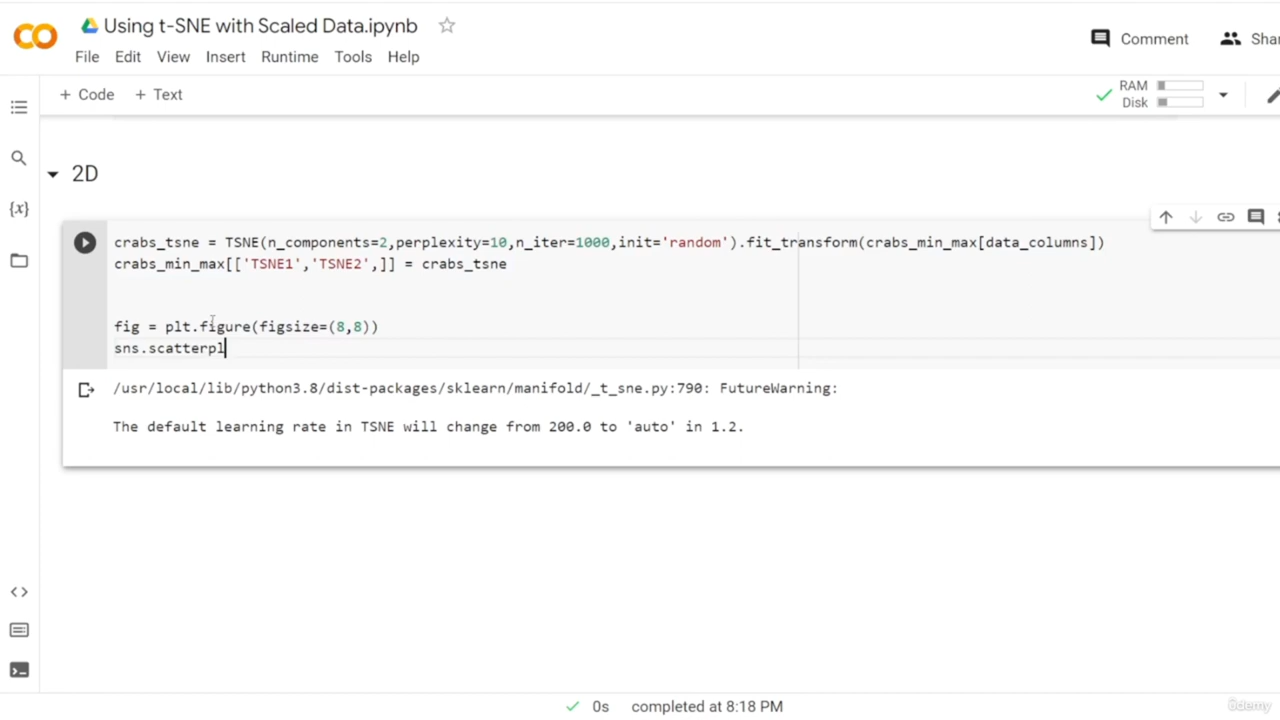 Using t-SNE with Scaled Data.ipynb
Comment
Shar
File Edit View Insert Runtime Tools Help
+ Code + Text
RAM
Disk
2D
{x}
crabs_tsne = TSNE(n_components=2,perplexity=10,n_iter=1000,init='random').fit_transform(crabs_min_max[data_columns])
crabs_min_max[['TSNE1','TSNE2',]] = crabs_tsne
fig = plt.figure(figsize=(8,8))
sns.scatterpl
/usr/local/lib/python3.8/dist-packages/sklearn/manifold/_t_sne.py:790: FutureWarning:
The default learning rate in TSNE will change from 200.0 to 'auto' in 1.2.
0s completed at 8:18 PM
ûdemy